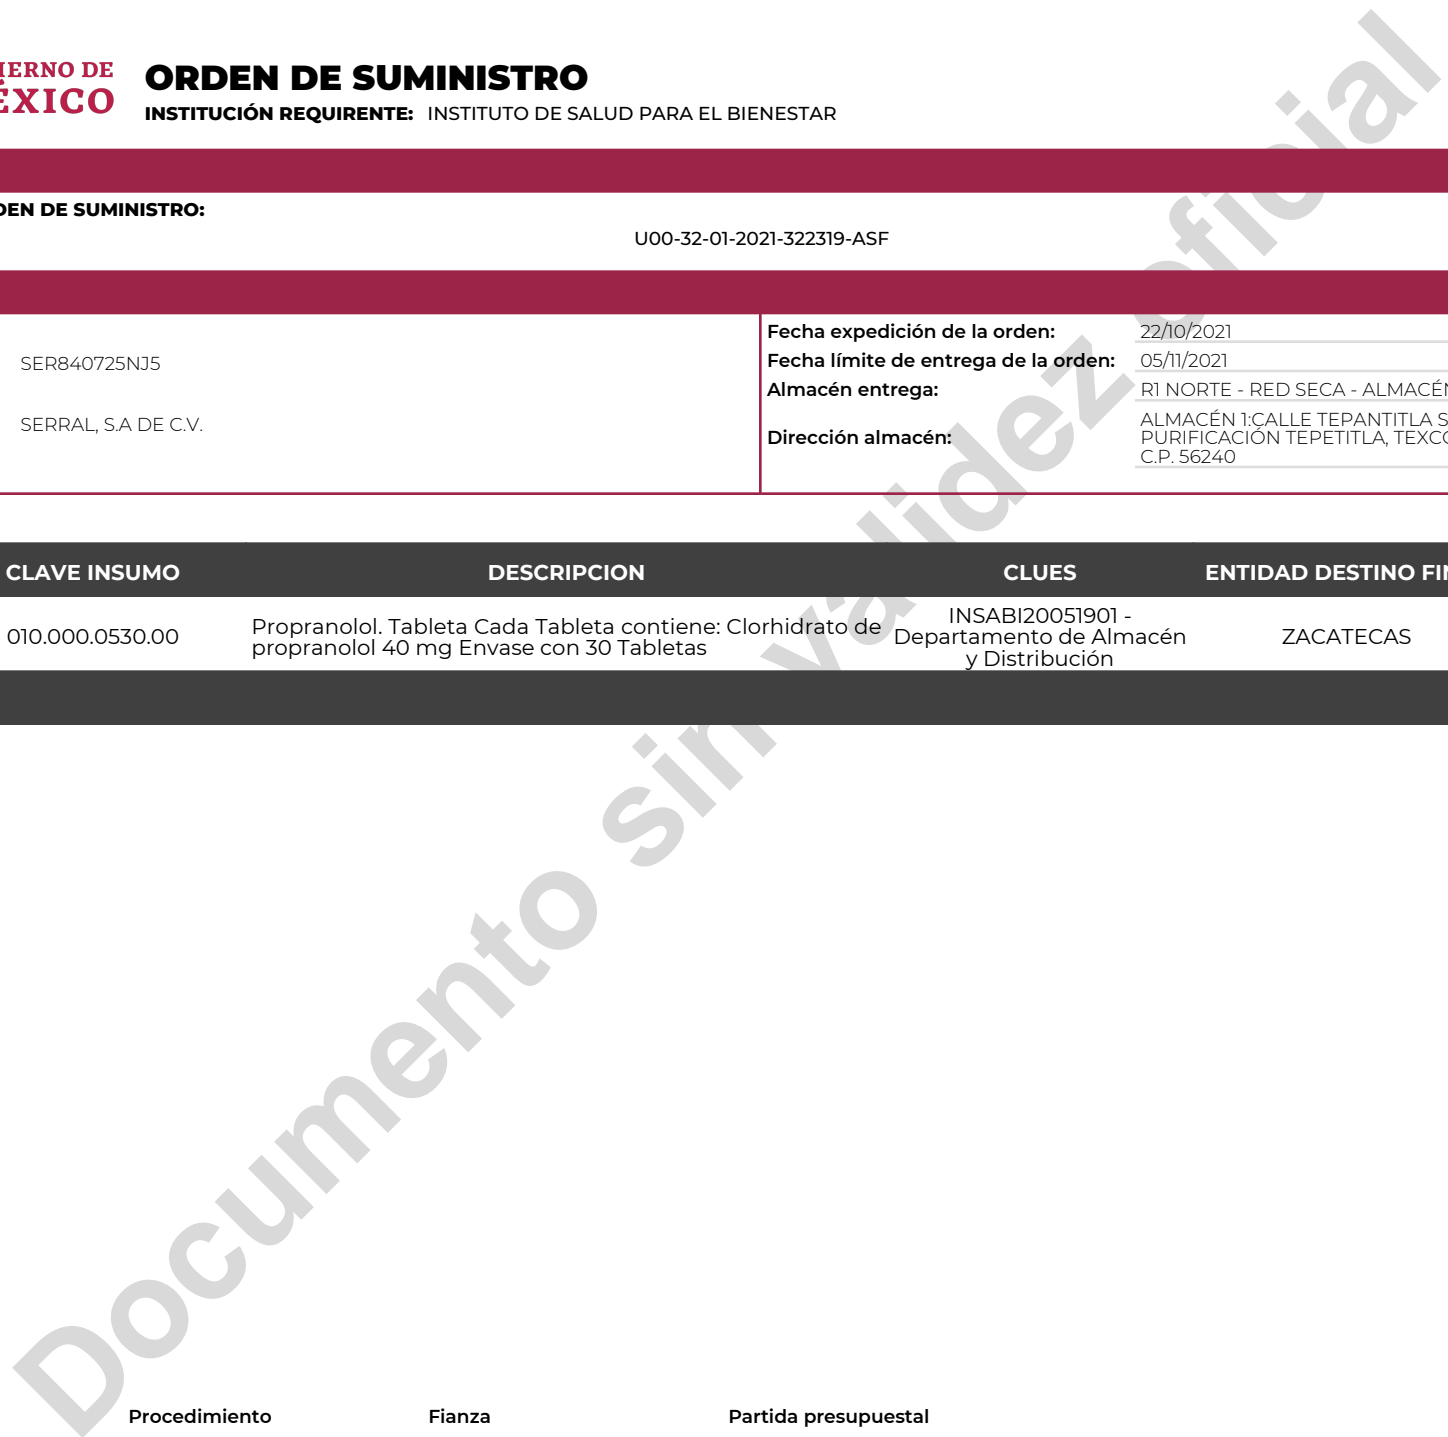 IERNO DE
ÉXICO
ORDEN DE SUMINISTRO
INSTITUCIÓN REQUIRENTE: INSTITUTO DE SALUD PARA EL BIENESTAR
DEN DE SUMINISTRO:
U00-32-01-2021-322319-ASF
SER840725NJ5
SERRAL, S.A DE C.V.
Fecha expedición de la orden: 22/10/2021
Fecha límite de entrega de la orden: 05/11/2021
Almacén entrega: R1 NORTE - RED SECA - ALMACÉN
Dirección almacén: ALMACÉN 1:CALLE TEPANTITLA S
PURIFICACIÓN TEPETITLA, TEXCO
C.P. 56240
CLAVE INSUMO DESCRIPCION CLUES ENTIDAD DESTINO FIN
010.000.0530.00
Propranolol. Tableta Cada Tableta contiene: Clorhidrato de
propranolol 40 mg Envase con 30 Tabletas
INSABI20051901 -
Departamento de Almacén
y Distribución
ZACATECAS
Documento sin validez oficial
Procedimiento Fianza Partida presupuestal